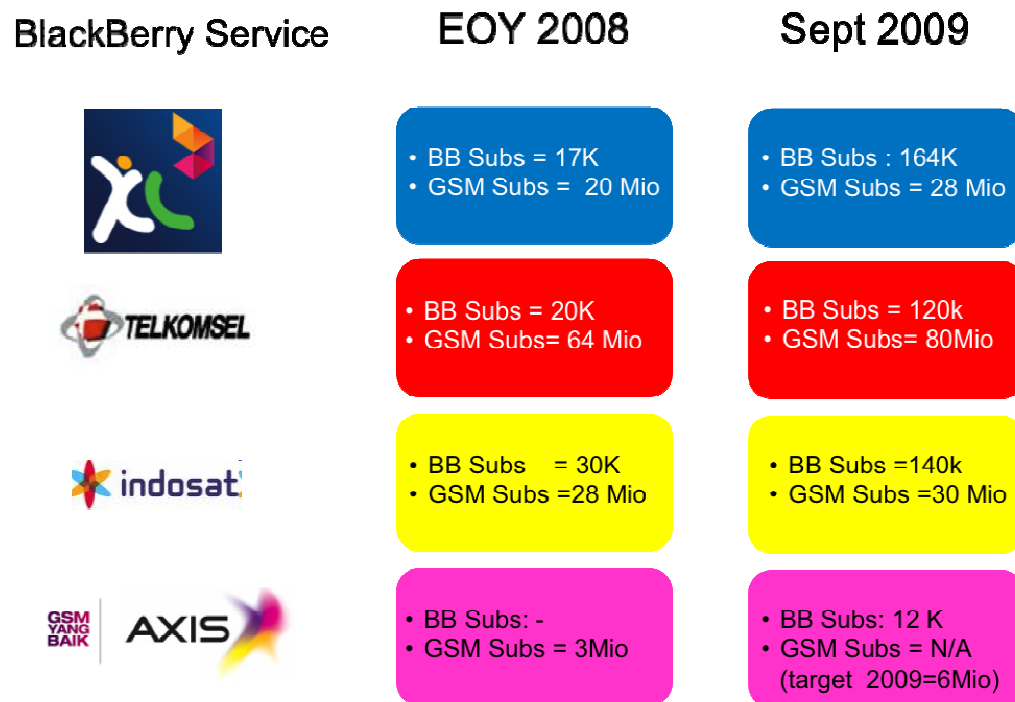 BlackBerry Service
EOY 2008
Sept 2009
XL
• BB Subs = 17K
• GSM Subs = 20 Mio
• BB Subs : 164K
• GSM Subs = 28 Mio
TELKOMSEL
• BB Subs = 20K
• GSM Subs= 64 Mio
• BB Subs = 120k
• GSM Subs= 80Mio
indosat
• BB Subs = 30K
• GSM Subs =28 Mio
• BB Subs =140k
• GSM Subs =30 Mio
GSM
YANG
BAIK
AXIS
• BB Subs: -
• GSM Subs = 3Mio
• BB Subs: 12 K
• GSM Subs = N/A
(target 2009=6Mio)